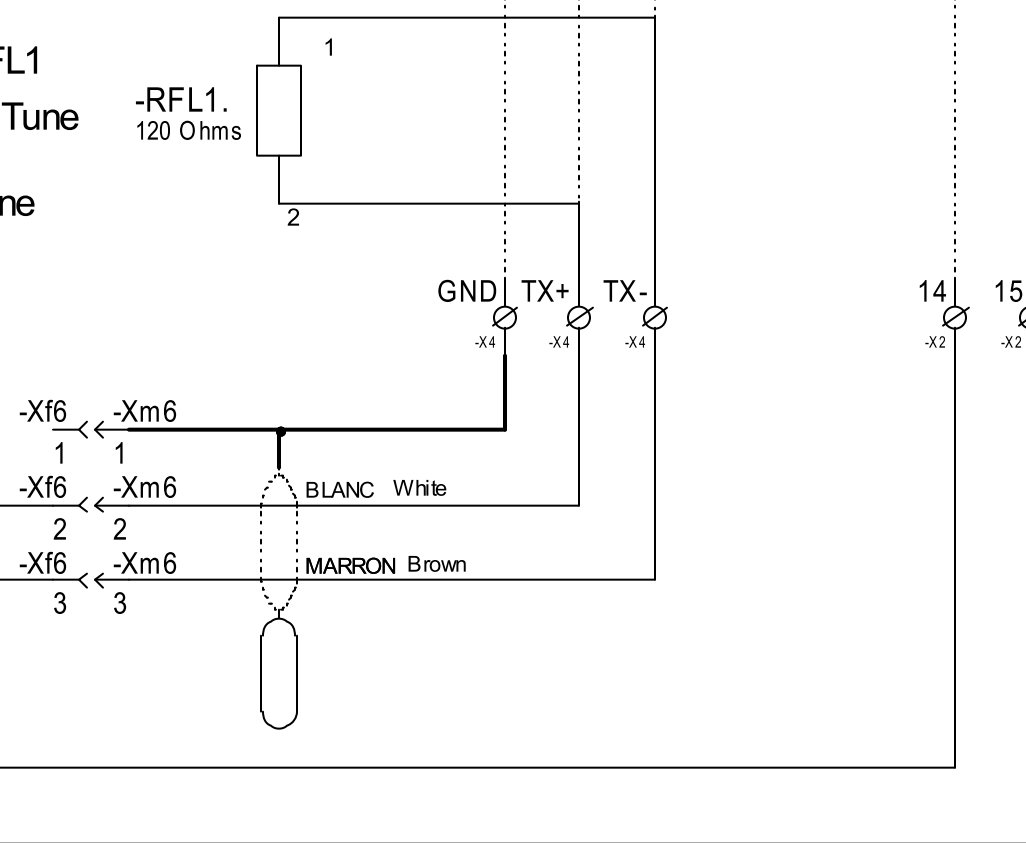 FL1
1
-RFL1.
Tune
120 Ohms
ne
2
GND TX+ TX- 14 15
-X4 -X4 -X4 -X2 -X2
-Xf6 -Xm6
1 1
-Xf6 -Xm6 BLANC White
2 2
-Xf6 -Xm6 MARRON Brown
3 3